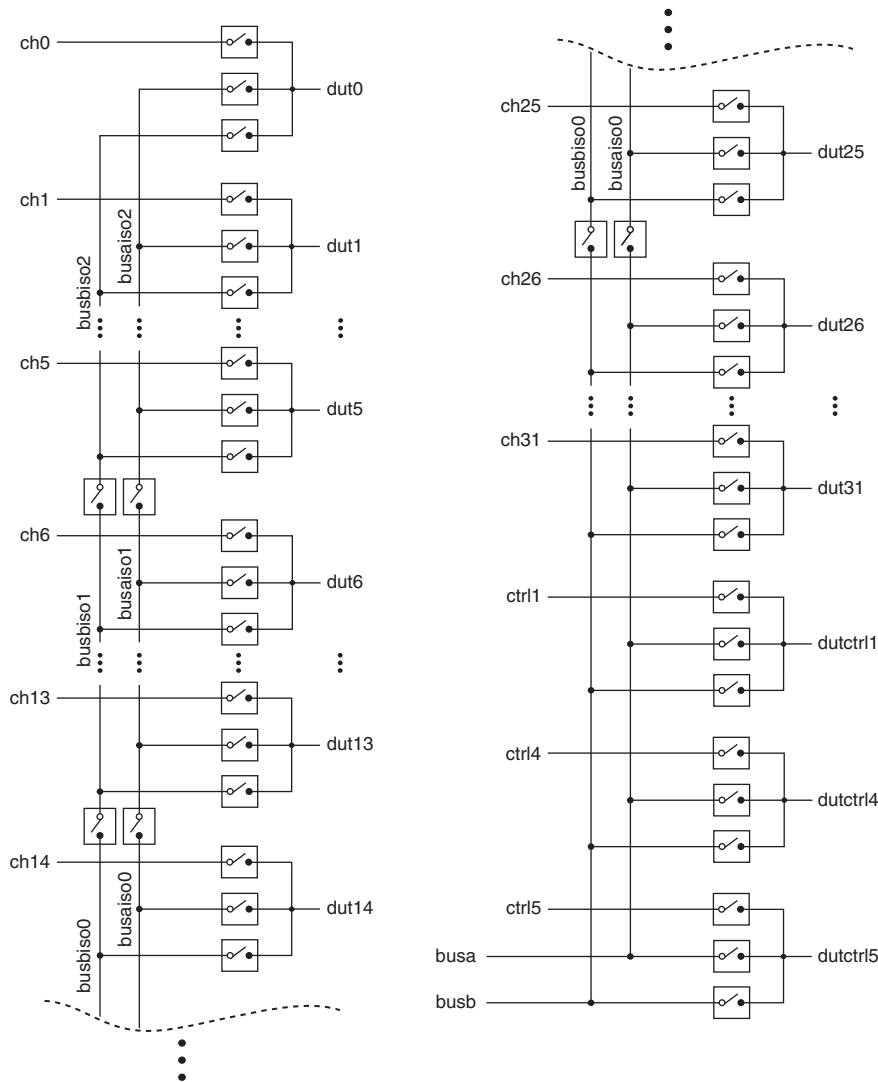 ch0
dut0
ch1
busbiso2
busaiso2
dut1
ch5
dut5
ch6
busbiso1
busaiso1
dut6
ch13
dut13
ch14
busbiso0
busaiso0
dut14
ch25
busbiso0
busaiso0
dut25
ch26
dut26
ch31
dut31
ctrl1
dutctrl1
ctrl4
dutctrl4
ctrl5
busa
dutctrl5
busb